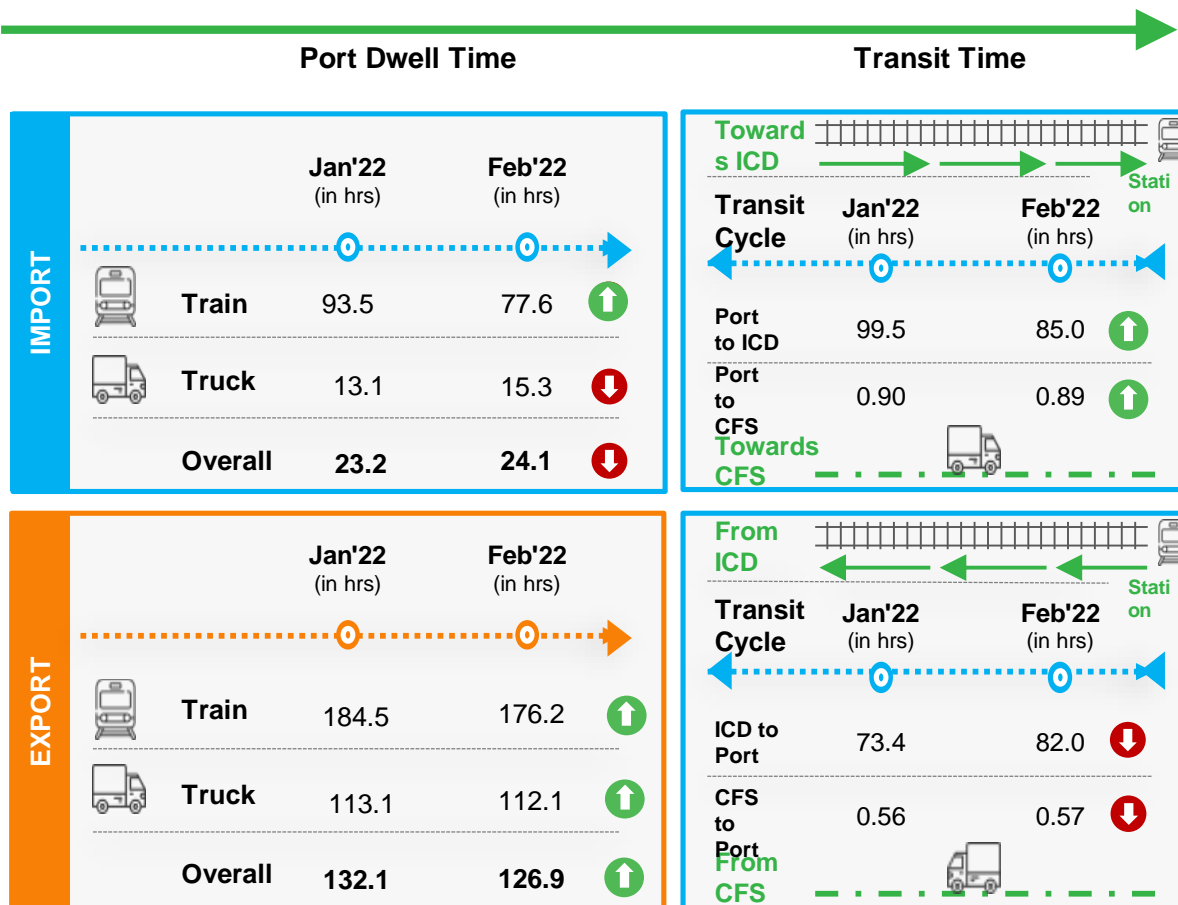 Port Dwell Time
Transit Time
IMPORT
Jan'22
(in hrs)
Feb'22
(in hrs)
Train 93.5 77.6
Truck 13.1 15.3
Overall 23.2 24.1
Toward
s ICD
Stati
on
Transit
Cycle
Jan'22
(in hrs)
Feb'22
(in hrs)
Port
to ICD
99.5 85.0
Port
to
CFS
0.90 0.89
Towards
CFS
EXPORT
Jan'22
(in hrs)
Feb'22
(in hrs)
Train 184.5 176.2
Truck 113.1 112.1
Overall 132.1 126.9
From
ICD
Stati
on
Transit
Cycle
Jan'22
(in hrs)
Feb'22
(in hrs)
ICD to
Port
73.4 82.0
CFS
to
Port
0.56 0.57
From
CFS